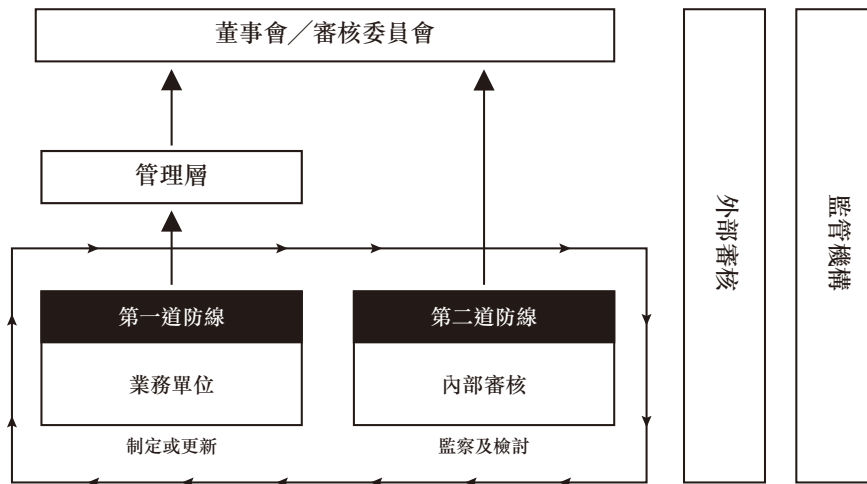 董事會／審核委員會
管理層
第一道防線
業務單位
制定或更新
第二道防線
內部審核
監察及檢討
外部審核
監管機構